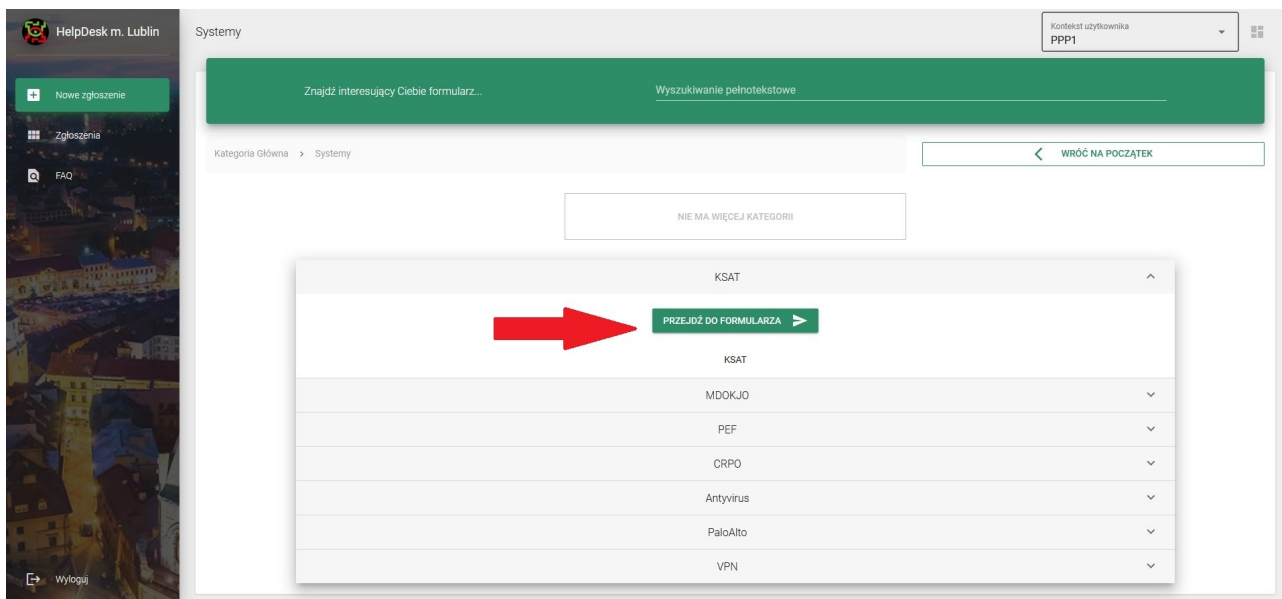 HelpDesk m. Lublin
Systemy
Kontekst użytkownika
PPP1
Nowe zgłoszenie
Zgłoszenia
FAQ
Znajdź interesujący Ciebie formularz...
Wyszukiwanie pełnotekstowe
Kategoria Główna > Systemy
WRÓĆ NA POCZĄTEK
NIE MA WIĘCEJ KATEGORII
KSAT
PRZEJDŹ DO FORMULARZA
KSAT
MDOKJO
PEF
CRPO
Antyvirus
PaloAlto
VPN
Wyloguj